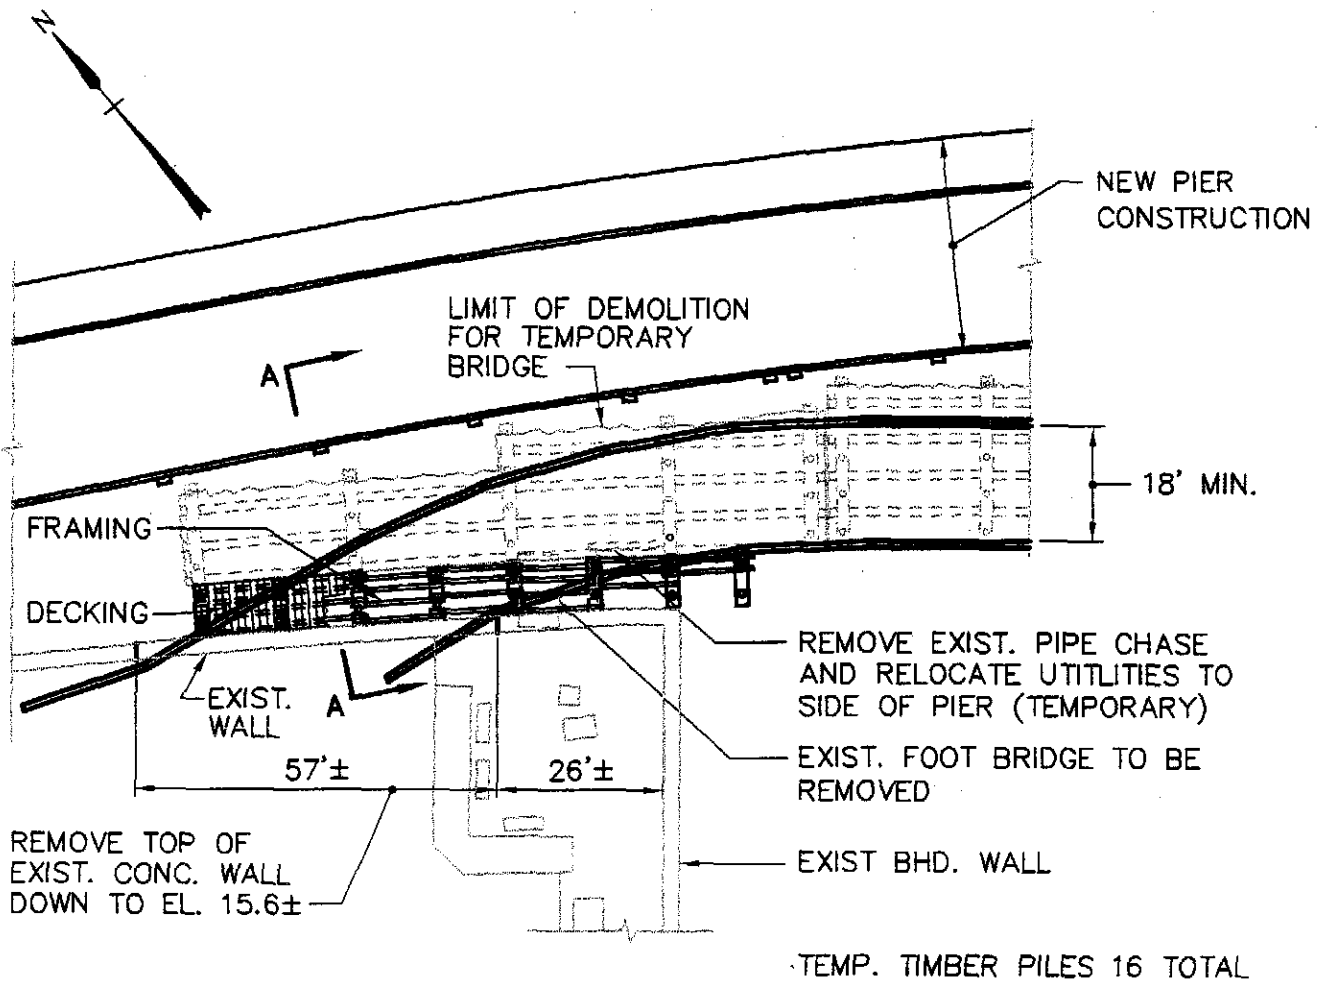 N
NEW PIER
CONSTRUCTION
LIMIT OF DEMOLITION
FOR TEMPORARY
BRIDGE
A
18' MIN.
FRAMING
DECKING
EXIST.
WALL
A
REMOVE EXIST. PIPE CHASE
AND RELOCATE UTITLITIES TO
SIDE OF PIER (TEMPORARY)
57'±
26'±
EXIST. FOOT BRIDGE TO BE
REMOVED
REMOVE TOP OF
EXIST. CONC. WALL
DOWN TO EL. 15.6±
EXIST BHD. WALL
TEMP. TIMBER PILES 16 TOTAL